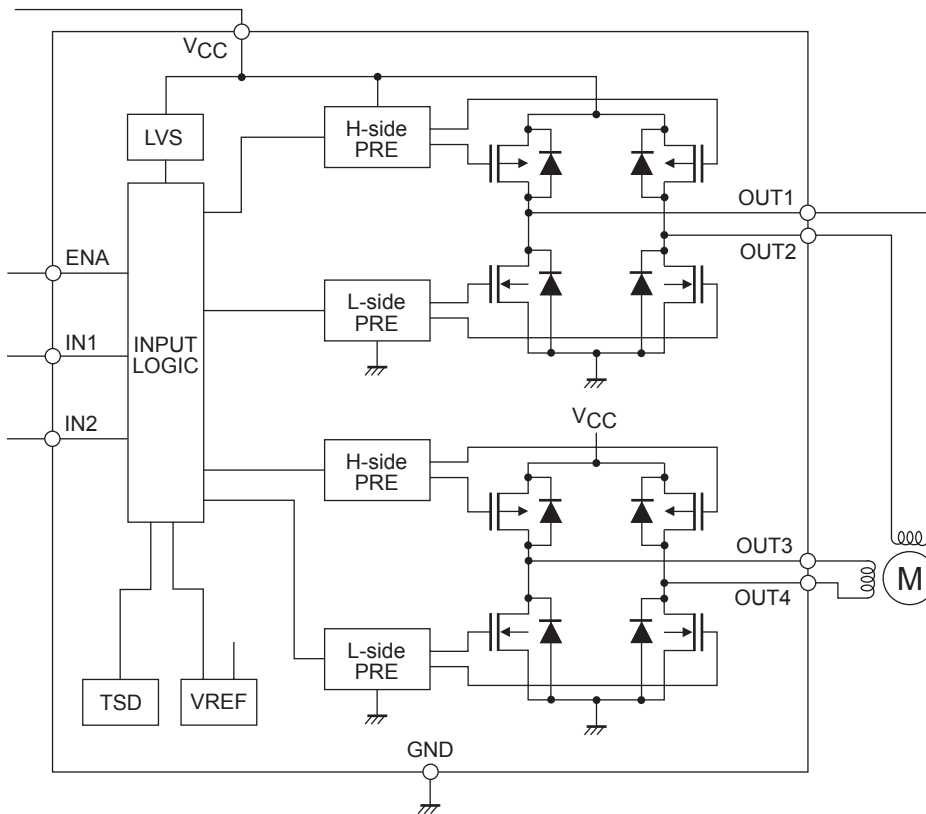 VCC
LVS
H-side
PRE
OUT1
OUT2
ENA
L-side
PRE
INPUT
LOGIC
IN1
IN2
VCC
H-side
PRE
OUT3
M
OUT4
L-side
PRE
TSD
VREF
GND